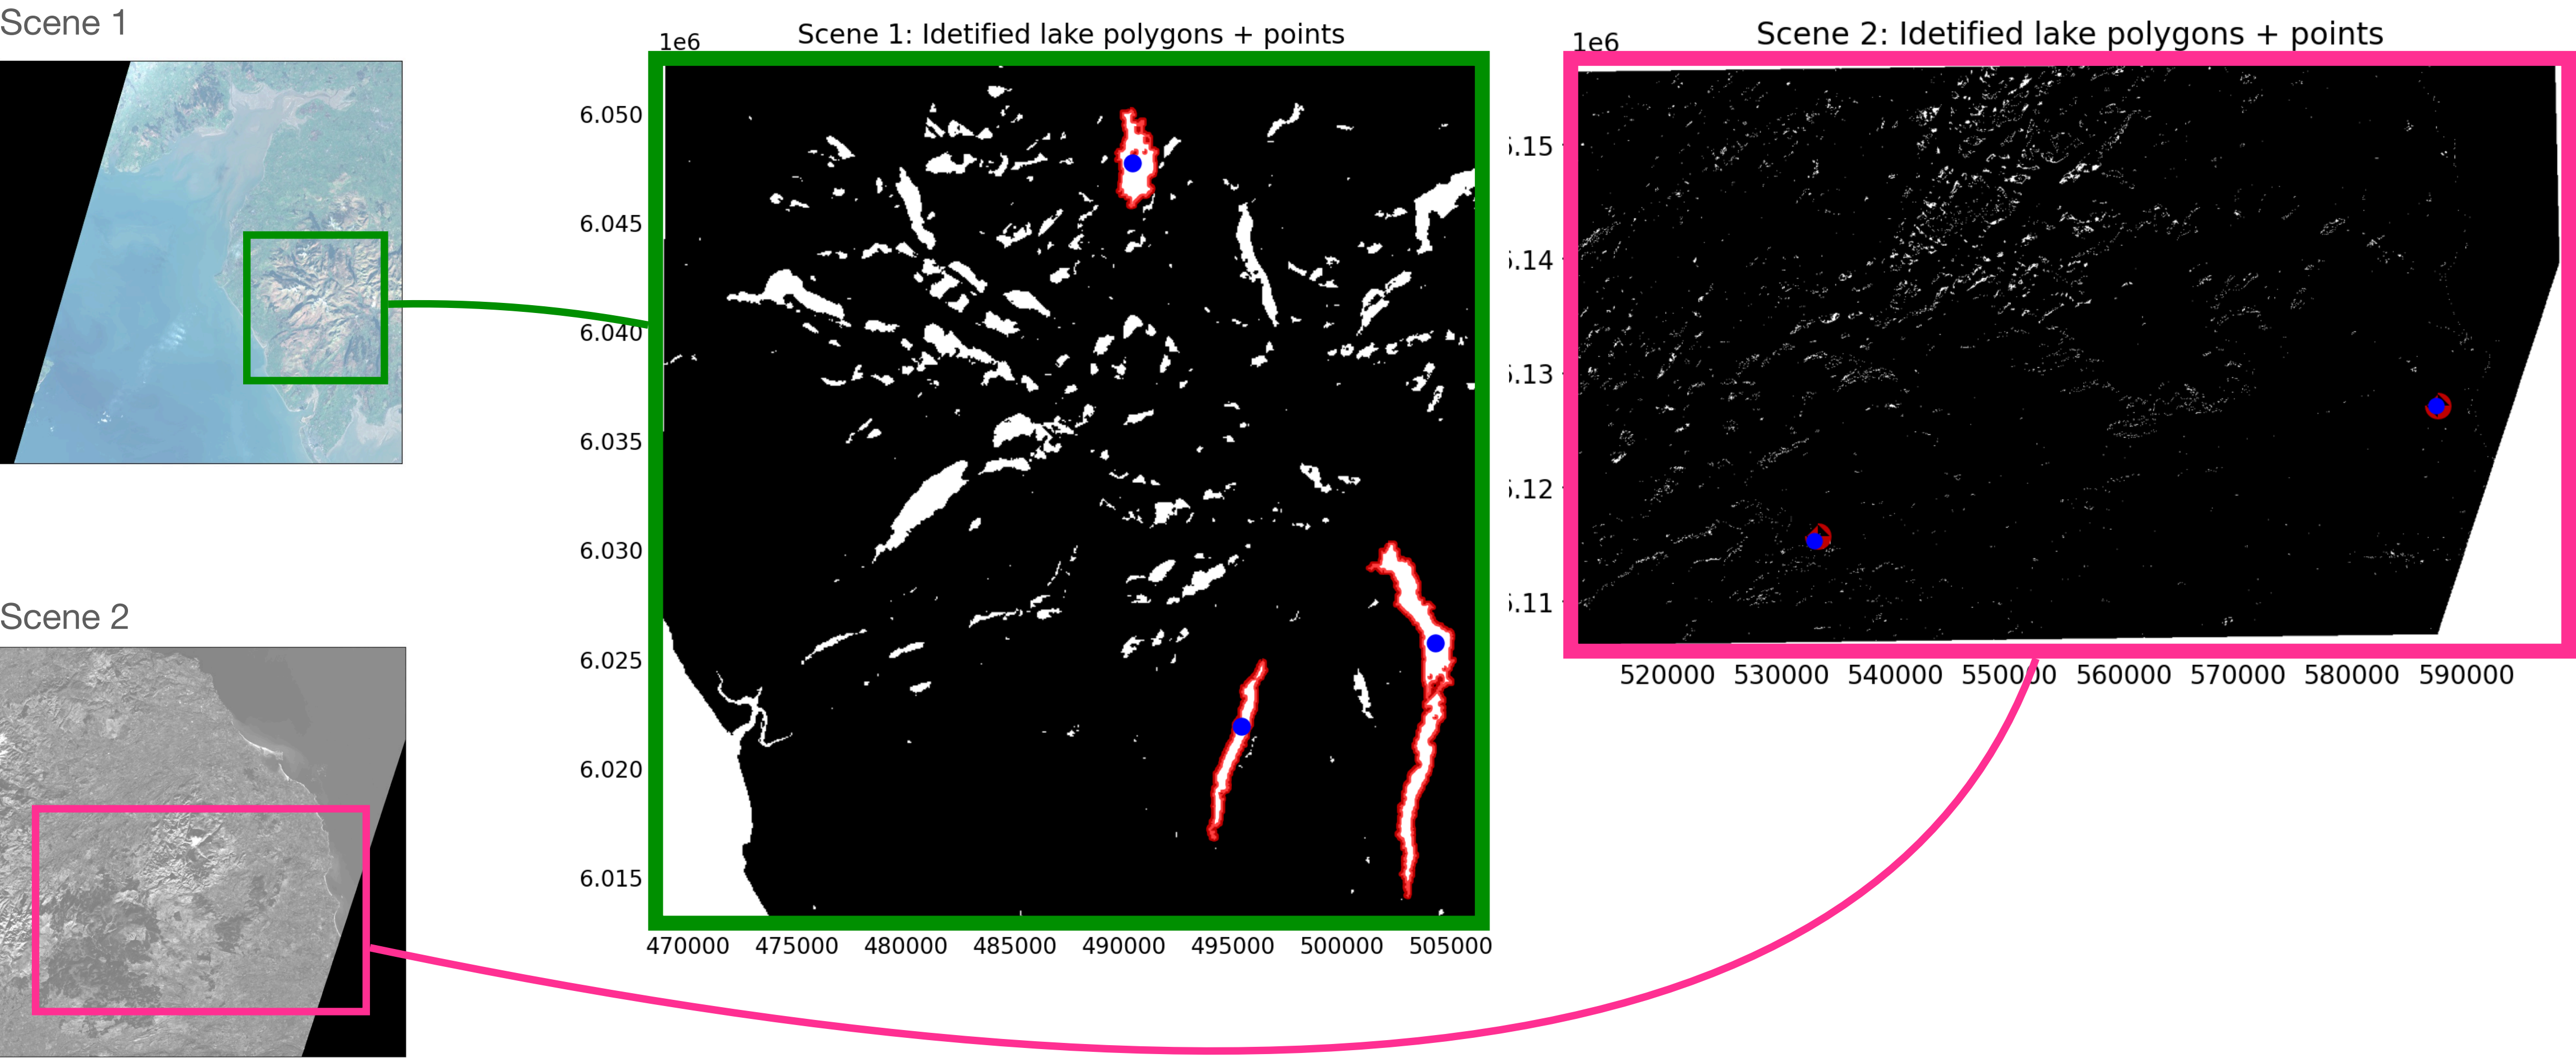 Scene 1
Scene 1: Idetified lake polygons + points
1e6
6.050
6.045
6.040
6.035
6.030
6.025
6.020
6.015
470000 475000 480000 485000 490000 495000 500000 505000
Scene 2: Idetified lake polygons + points
1e6
.15
.14
.13
.12
.11
520000 530000 540000 550000 560000 570000 580000 590000
Scene 2